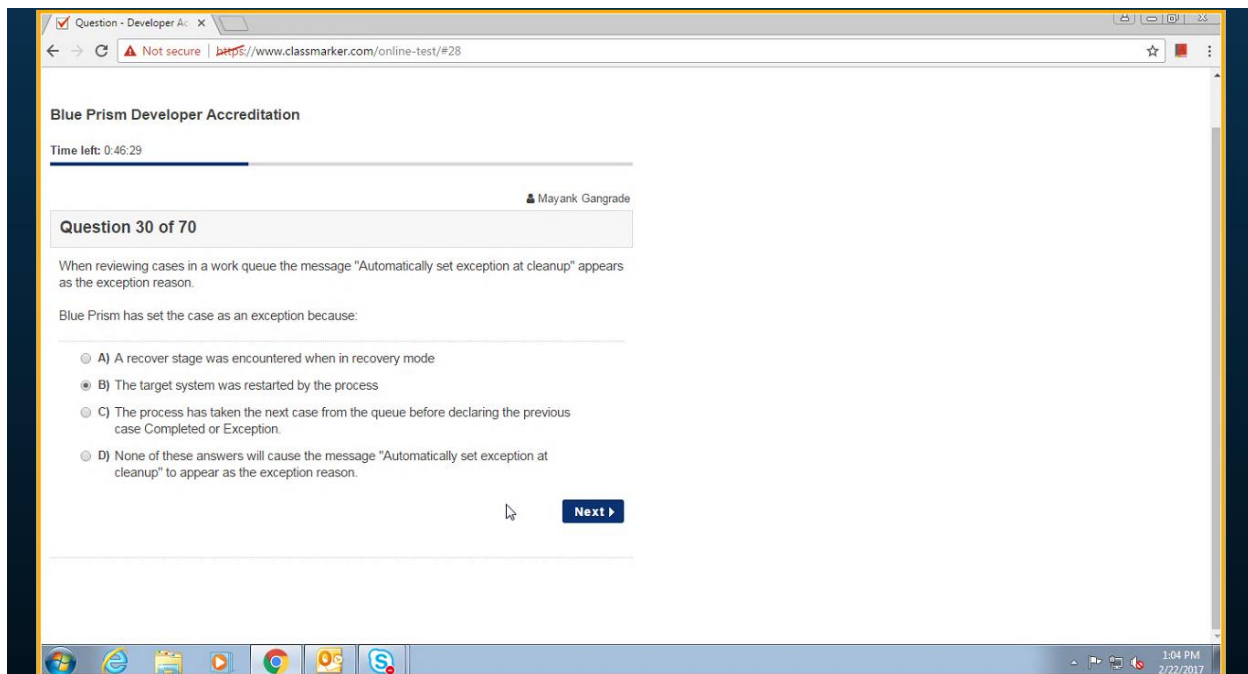 Question - Developer Ac
Not secure | https://www.classmarker.com/online-test/#28
Blue Prism Developer Accreditation
Time left: 0:46:29
Mayank Gangrade
Question 30 of 70
When reviewing cases in a work queue the message "Automatically set exception at cleanup" appears
as the exception reason.
Blue Prism has set the case as an exception because:
A) A recover stage was encountered when in recovery mode
B) The target system was restarted by the process
C) The process has taken the next case from the queue before declaring the previous
case Completed or Exception.
D) None of these answers will cause the message "Automatically set exception at
cleanup" to appear as the exception reason.
Next
1:04 PM
2/22/2017